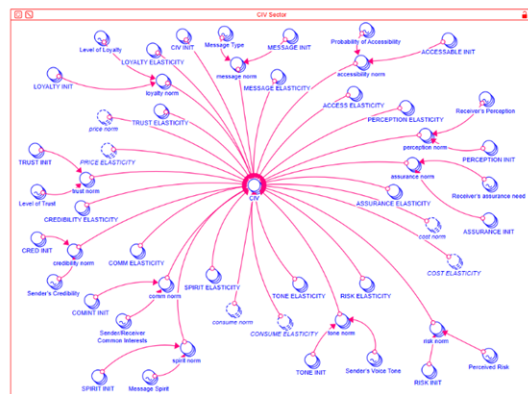 CIV Sector
Level of Loyalty
CIV INIT
Message Type
MESSAGE INIT
Probability of Accessibility
ACCESSABLE INIT
LOYALTY ELASTICITY
LOYALTY INIT
loyalty norm
message norm
accessibility norm
MESSAGE ELASTICITY
price norm
TRUST ELASTICITY
ACCESS ELASTICITY
PERCEPTION ELASTICITY
Receiver's Perception
perception norm
TRUST INIT
PRICE ELASTICITY
PERCEPTION INIT
trust norm
assurance norm
Level of Trust
CIV
ASSURANCE ELASTICITY
Receiver's assurance need
CREDIBILITY ELASTICITY
cost norm
ASSURANCE INIT
CRED INIT
credibility norm
COMM ELASTICITY
COST ELASTICITY
Sender's Credibility
comm norm
SPIRIT ELASTICITY
TONE ELASTICITY
RISK ELASTICITY
COMINT INIT
Sender/Receiver
Common Interests
consume norm
CONSUME ELASTICITY
tone norm
risk norm
spirit norm
SPIRIT INIT
Message Spirit
TONE INIT
Sender's Voice Tone
RISK INIT
Perceived Risk